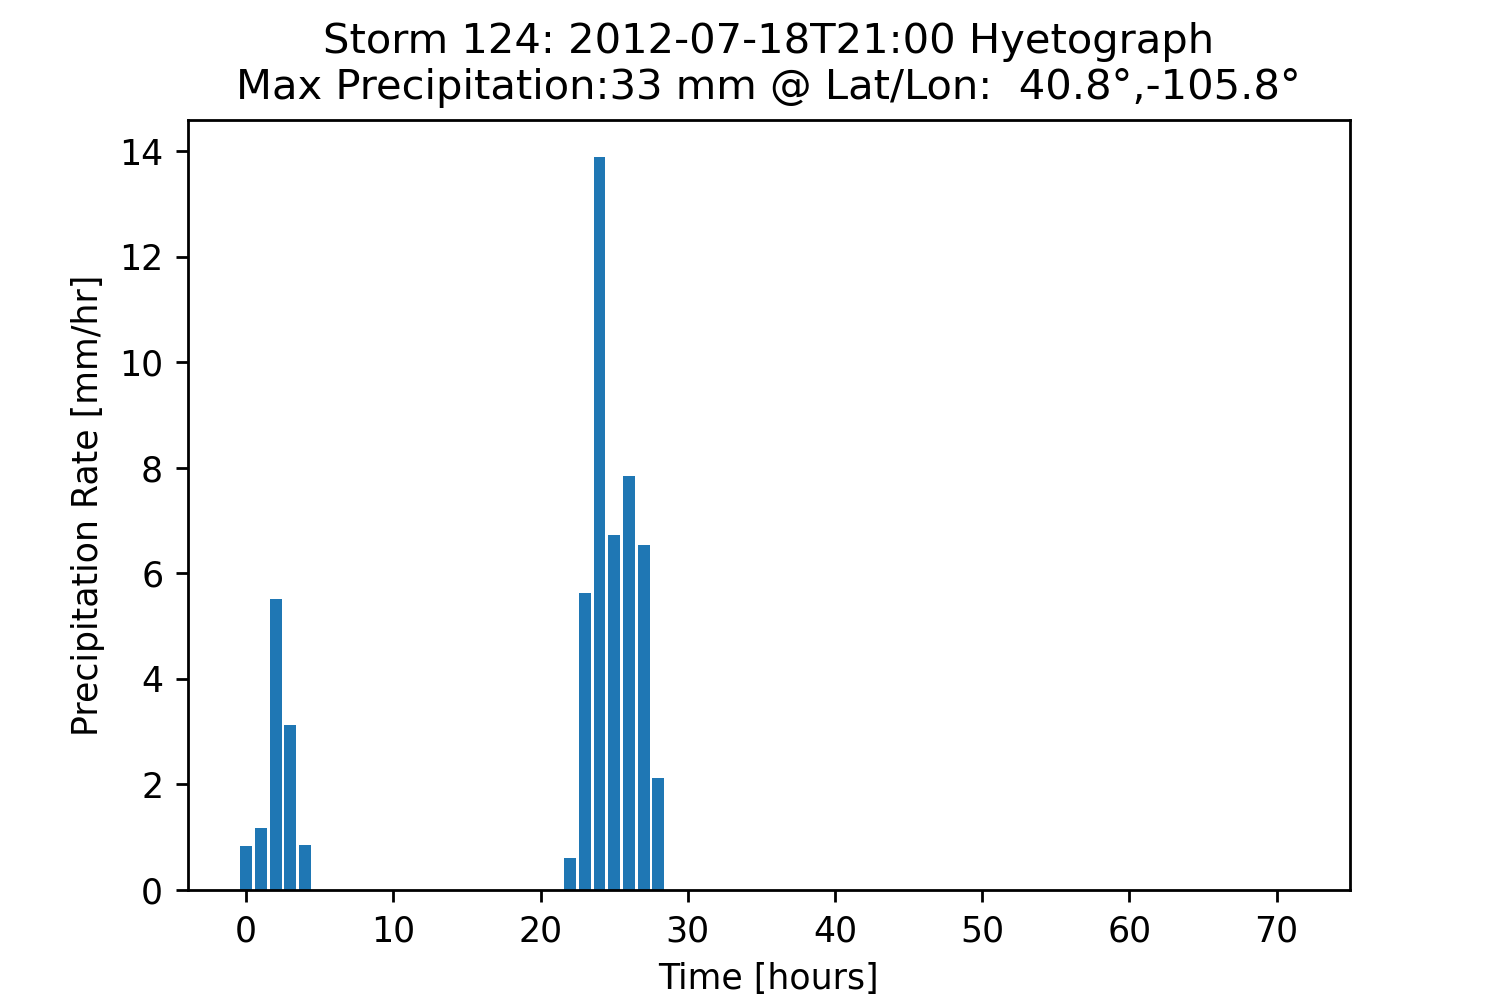 Storm 124: 2012-07-18T21:00 Hyetograph
Max Precipitation:33 mm @ Lat/Lon:  40.8°,-105.8°
14
12
10
8
6
4
2
0
Precipitation Rate [mm/hr]
0 10 20 30 40 50 60 70
Time [hours]